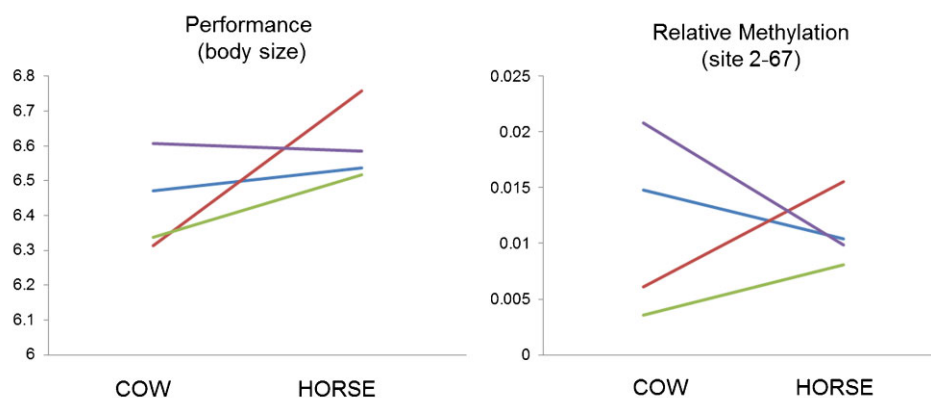 Performance
(body size)
6.8
6.7
6.6
6.5
6.4
6.3
6.2
6.1
6
COW HORSE
Relative Methylation
(site 2-67)
0.025
0.02
0.015
0.01
0.005
0
COW HORSE